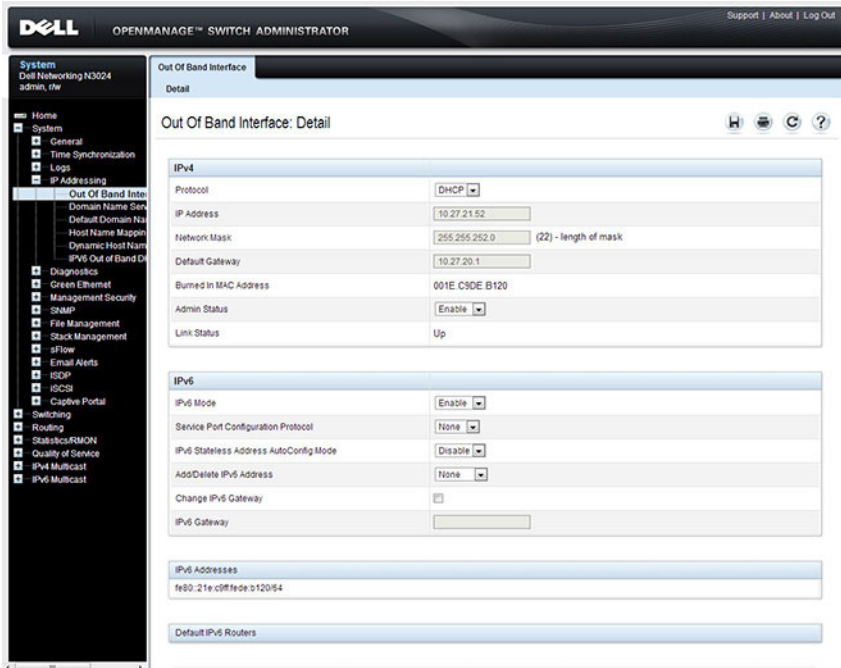 Support | About | Log Out
DELL
OPENMANAGE™ SWITCH ADMINISTRATOR
System
Dell Networking N3024
admin, r/w
Home
System
General
Time Synchronization
Logs
IP Addressing
Out Of Band Inte
Domain Name Serv
Default Domain Na
Host Name Mappin
Dynamic Host Nam
IPV6 Out of Band D
Diagnostics
Green Ethernet
Management Security
SNMP
File Management
Stack Management
sFlow
Email Alerts
ISDP
iSCSI
Captive Portal
Switching
Routing
Statistics/RMON
Quality of Service
IPv4 Multicast
IPv6 Multicast
Out Of Band Interface
Detail
Out Of Band Interface: Detail
IPv4
Protocol DHCP
IP Address 10.27.21.52
Network Mask 255.255.252.0 (22) - length of mask
Default Gateway 10.27.20.1
Burned In MAC Address 001E.C9DE.B120
Admin Status Enable
Link Status Up
IPv6
IPv6 Mode Enable
Service Port Configuration Protocol None
IPv6 Stateless Address AutoConfig Mode Disable
Add/Delete IPv6 Address None
Change IPv6 Gateway
IPv6 Gateway
IPv6 Addresses
fe80::21e:c9ff:fede:b120/64
Default IPv6 Routers